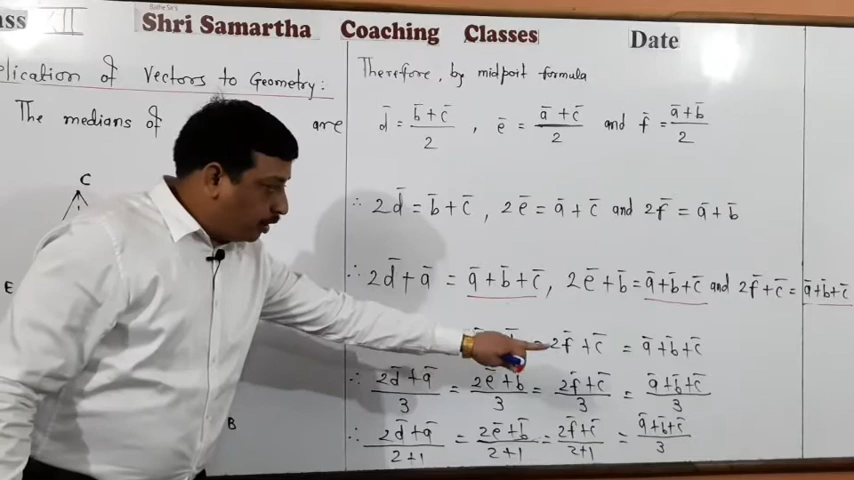 ass XII Shri Samartha Coaching Classes Date
plication of Vectors to Geometry :
The medians of are
C
E
B
Therefore, by midpoit formula
d̄ = (b̄ + c̄)/2 , ē = (ā + c̄)/2 and f̄ = (ā + b̄)/2
∴ 2d̄ = b̄ + c̄ , 2ē = ā + c̄ and 2f̄ = ā + b̄
∴ 2d̄ + ā = ā + b̄ + c̄ , 2ē + b̄ = ā + b̄ + c̄ and 2f̄ + c̄ = ā + b̄ + c̄
= 2f̄ + c̄ = ā + b̄ + c̄
∴ (2d̄ + ā)/3 = (2ē + b̄)/3 = (2f̄ + c̄)/3 = (ā + b̄ + c̄)/3
∴ (2d̄ + ā)/(2+1) = (2ē + b̄)/(2+1) = (2f̄ + c̄)/(2+1) = (ā + b̄ + c̄)/3